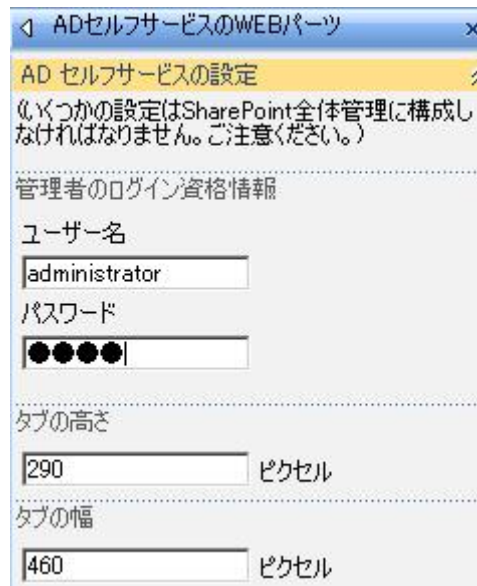 ADセルフサービスのWEBパーツ
AD セルフサービスの設定
(いくつかの設定はSharePoint全体管理に構成し
なければなりません。ご注意ください。)
管理者のログイン資格情報
ユーザー名
administrator
パスワード
●●●●
タブの高さ
290 ピクセル
タブの幅
460 ピクセル